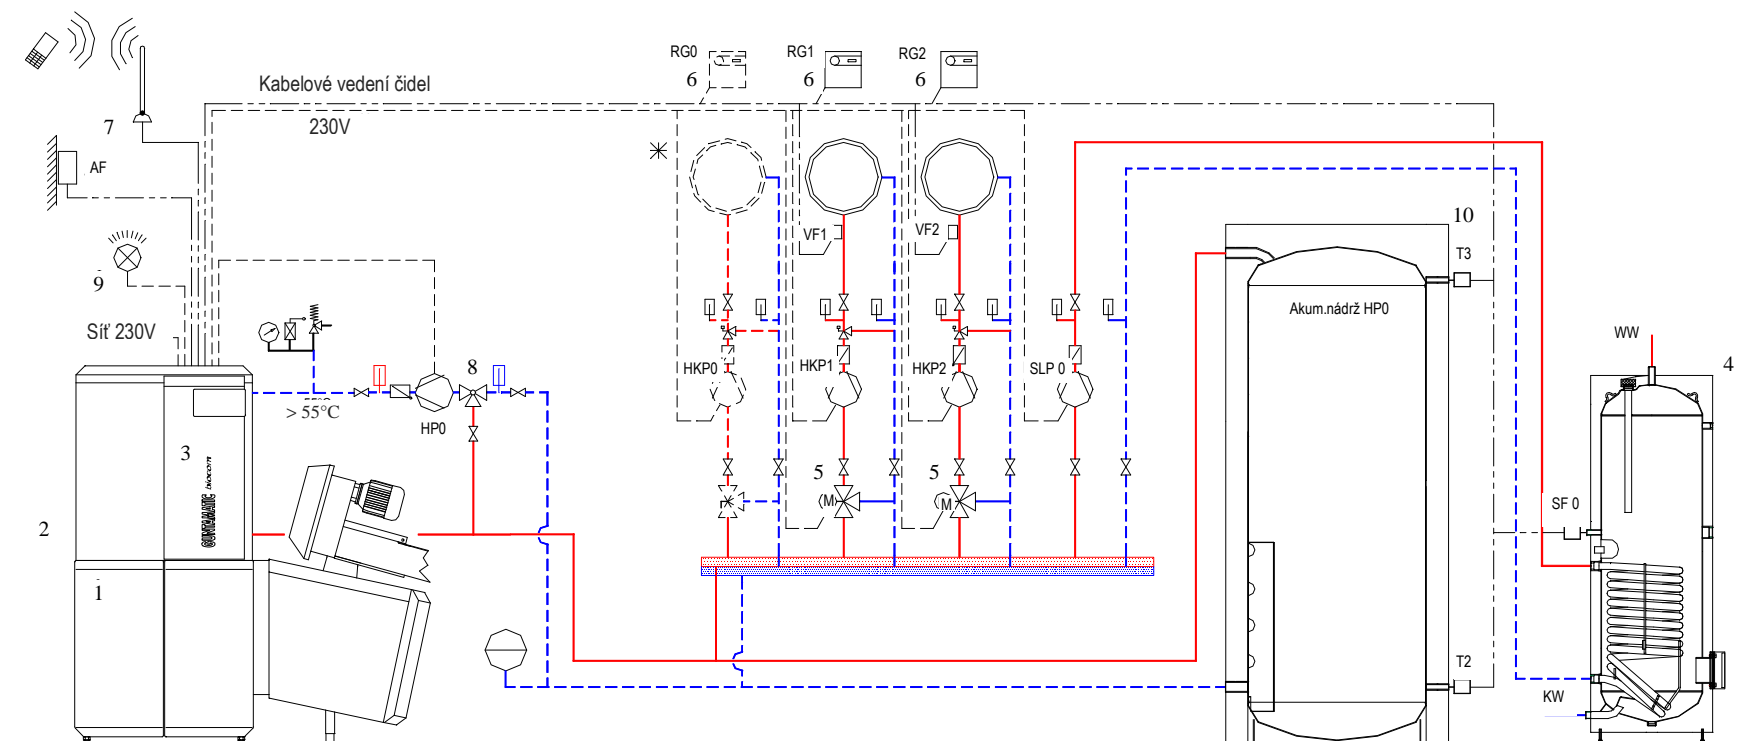 RG0
RG1
RG2
6
6
6
Kabelové vedení čidel
230V
7
AF
10
VF1
VF2
T3
9
Akum.nádrž HP0
Síť 230V
WW
8
HKP0
HKP1
HKP2
SLP 0
4
> 55°C
HP0
3
5
5
GUNTAMATIC biocom
M
M
SF 0
2
1
T2
KW